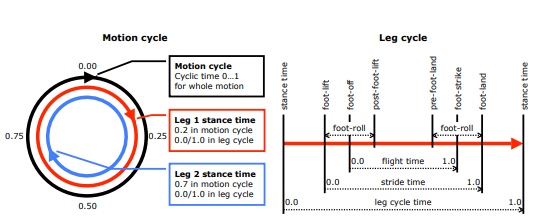 Motion cycle
0.00
0.25
0.50
0.75
Motion cycle
Cyclic time 0...1
for whole motion
Leg 1 stance time
0.2 in motion cycle
0.0/1.0 in leg cycle
Leg 2 stance time
0.7 in motion cycle
0.0/1.0 in leg cycle
Leg cycle
stance time
foot-lift
foot-off
post-foot-lift
pre-foot-land
foot-strike
foot-land
stance time
foot-roll
foot-roll
0.0 flight time 1.0
0.0 stride time 1.0
0.0 leg cycle time 1.0